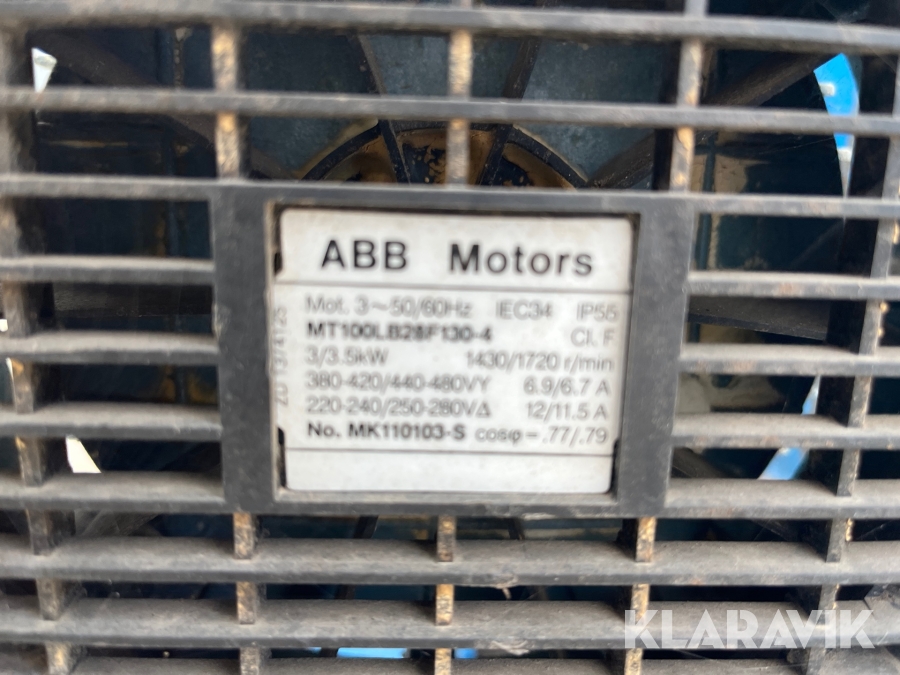 ABB Motors
Mot. 3~50/60Hz IEC34 IP55
MT100LB28F130-4 Cl. F
3/3.5kW 1430/1720 r/min
380-420/440-480VY 6.9/6.7 A
220-240/250-280VΔ 12/11.5 A
No. MK110103-S cosφ-.77/.79
KLARAVIK